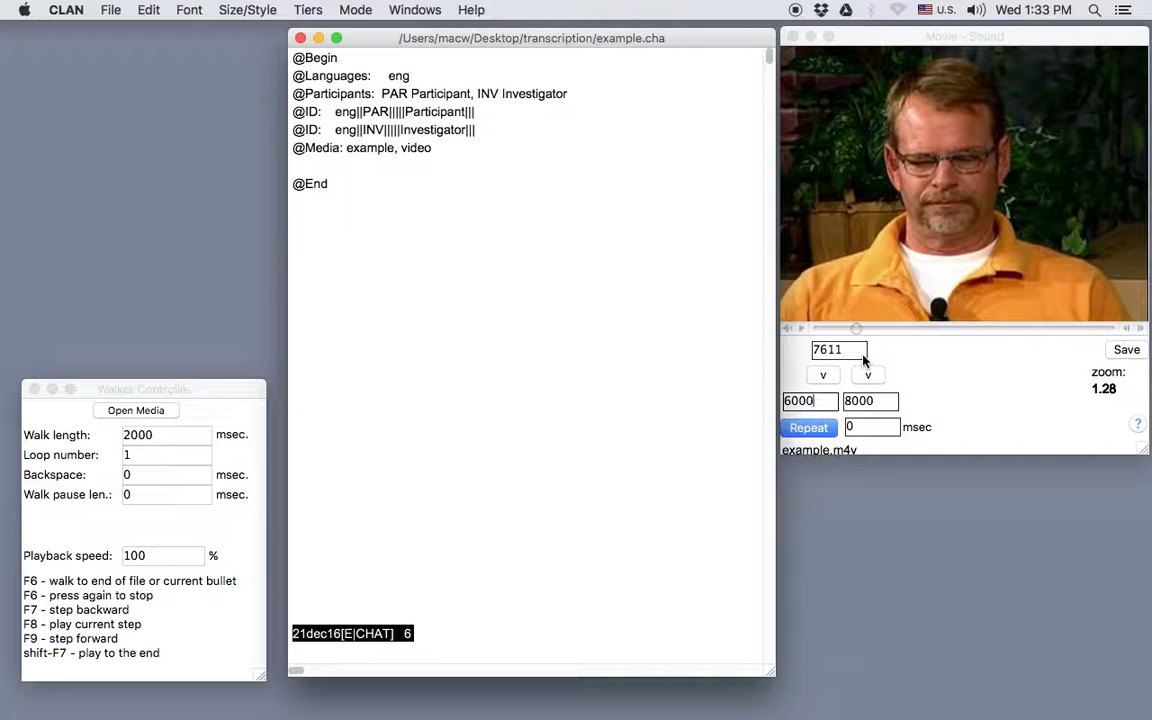 CLAN File Edit Font Size/Style Tiers Mode Windows Help U.S. Wed 1:33 PM
/Users/macw/Desktop/transcription/example.cha
Movie - Sound
@Begin
@Languages: eng
@Participants: PAR Participant, INV Investigator
@ID: eng||PAR|||||Participant|||
@ID: eng||INV|||||Investigator|||
@Media: example, video
@End
21dec16[E|CHAT] 6
7611
Save
v v
zoom:
1.28
6000 8000
Repeat 0 msec
?
example.m4v
Open Media
Walk length: 2000 msec.
Loop number: 1
Backspace: 0 msec.
Walk pause len.: 0 msec.
Playback speed: 100 %
F6 - walk to end of file or current bullet
F6 - press again to stop
F7 - step backward
F8 - play current step
F9 - step forward
shift-F7 - play to the end